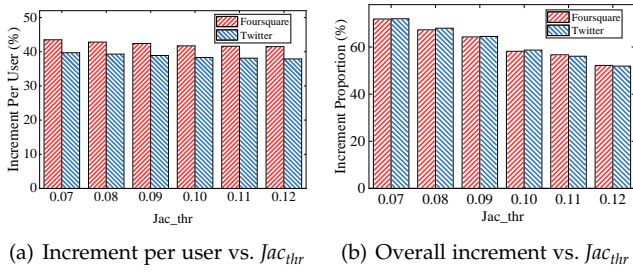 50
40
30
20
10
0
Increment Per User (%)
Foursquare
Twitter
0.07 0.08 0.09 0.10 0.11 0.12
Jac_thr
(a) Increment per user vs. Jac_thr
60
40
20
0
Increment Proportion (%)
Foursquare
Twitter
0.07 0.08 0.09 0.10 0.11 0.12
Jac_thr
(b) Overall increment vs. Jac_thr